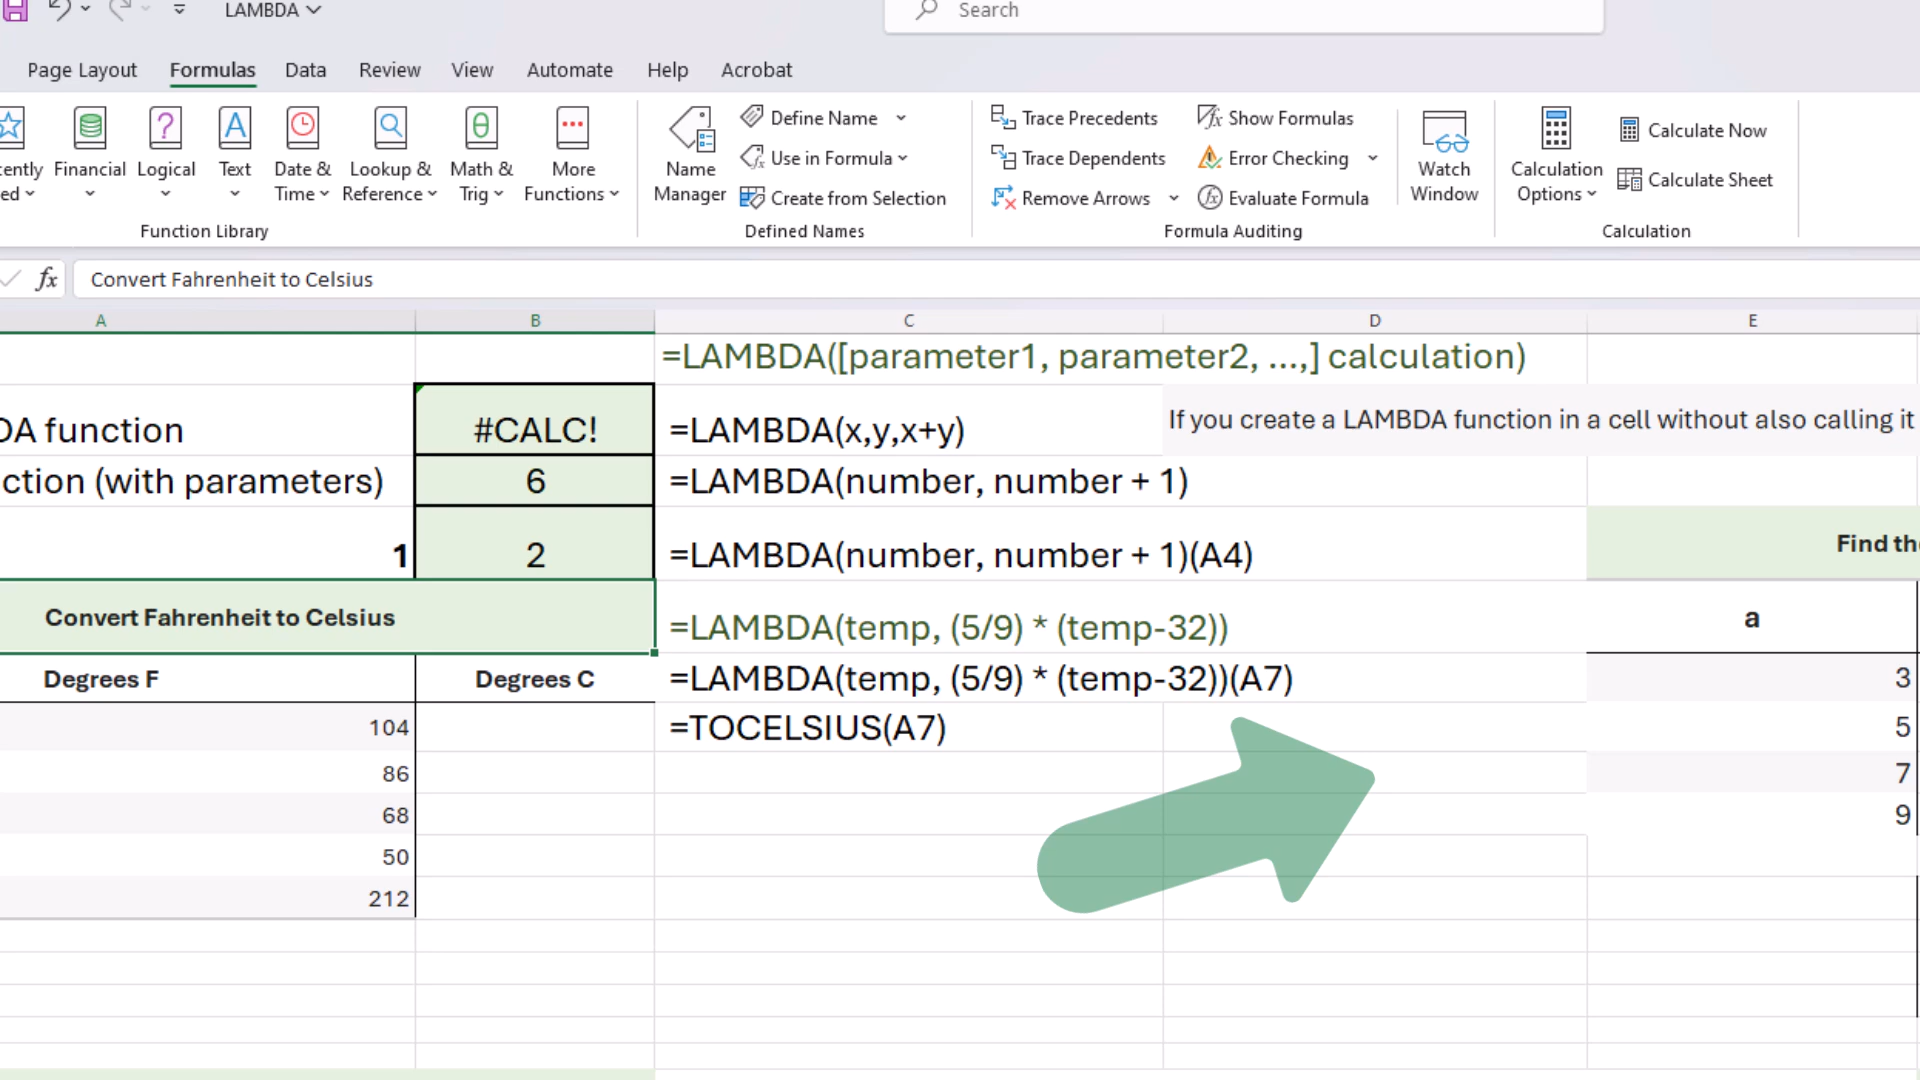 LAMBDA
Search
Page Layout Formulas Data Review View Automate Help Acrobat
Financial
Logical
Text
Date & Time
Lookup & Reference
Math & Trig
More Functions
Function Library
Name Manager
Define Name
Use in Formula
Create from Selection
Defined Names
Trace Precedents
Trace Dependents
Remove Arrows
Show Formulas
Error Checking
Evaluate Formula
Formula Auditing
Watch Window
Calculation Options
Calculate Now
Calculate Sheet
Calculation
fx Convert Fahrenheit to Celsius
A B C D E
=LAMBDA([parameter1, parameter2, ...,] calculation)
DA function #CALC! =LAMBDA(x,y,x+y) If you create a LAMBDA function in a cell without also calling it
ction (with parameters) 6 =LAMBDA(number, number + 1)
1 2 =LAMBDA(number, number + 1)(A4) Find the
Convert Fahrenheit to Celsius =LAMBDA(temp, (5/9) * (temp-32)) a
Degrees F Degrees C =LAMBDA(temp, (5/9) * (temp-32))(A7) 3
104 =TOCELSIUS(A7) 5
86 7
68 9
50
212